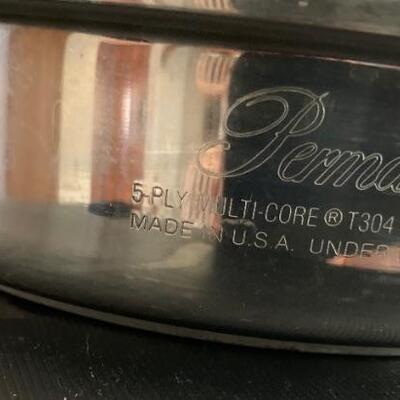 Perma
5-PLY MULTI-CORE® T304
MADE IN U.S.A. UNDER